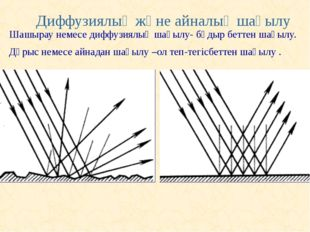 Диффузиялық және айналық шағылу
Шашырау немесе диффузиялық шағылу- бұдыр беттен шағылу.
Дұрыс немесе айнадан шағылу –ол теп-тегісбеттен шағылу .